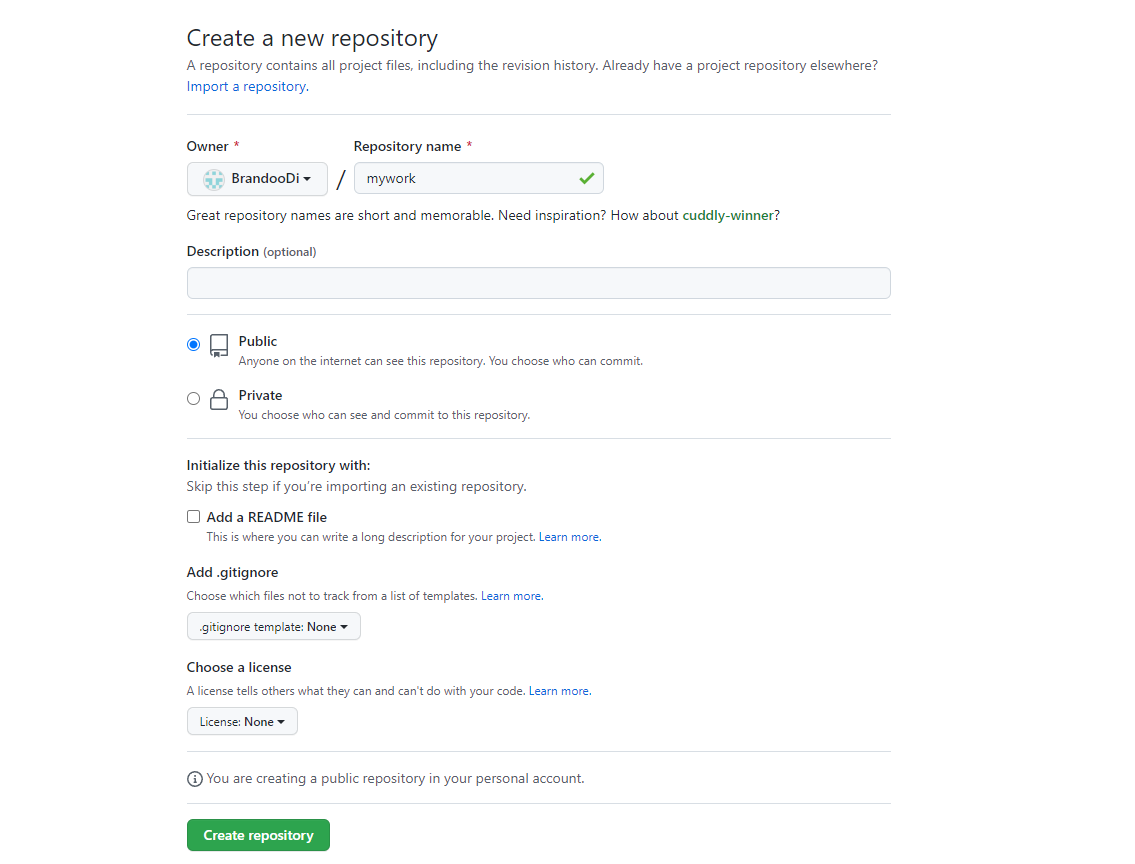 Create a new repository
A repository contains all project files, including the revision history. Already have a project repository elsewhere?
Import a repository.
Owner * Repository name *
BrandooDi / mywork
Great repository names are short and memorable. Need inspiration? How about cuddly-winner?
Description (optional)
Public
Anyone on the internet can see this repository. You choose who can commit.
Private
You choose who can see and commit to this repository.
Initialize this repository with:
Skip this step if you’re importing an existing repository.
Add a README file
This is where you can write a long description for your project. Learn more.
Add .gitignore
Choose which files not to track from a list of templates. Learn more.
.gitignore template: None
Choose a license
A license tells others what they can and can't do with your code. Learn more.
License: None
You are creating a public repository in your personal account.
Create repository